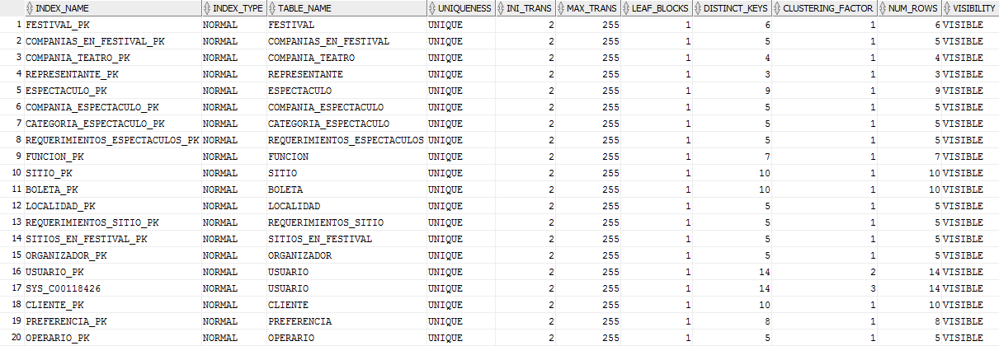 INDEX_NAME INDEX_TYPE TABLE_NAME UNIQUENESS INI_TRANS MAX_TRANS LEAF_BLOCKS DISTINCT_KEYS CLUSTERING_FACTOR NUM_ROWS VISIBILITY
1 FESTIVAL_PK NORMAL FESTIVAL UNIQUE 2 255 1 6 1 6 VISIBLE
2 COMPANIAS_EN_FESTIVAL_PK NORMAL COMPANIAS_EN_FESTIVAL UNIQUE 2 255 1 5 1 5 VISIBLE
3 COMPANIA_TEATRO_PK NORMAL COMPANIA_TEATRO UNIQUE 2 255 1 4 1 4 VISIBLE
4 REPRESENTANTE_PK NORMAL REPRESENTANTE UNIQUE 2 255 1 3 1 3 VISIBLE
5 ESPECTACULO_PK NORMAL ESPECTACULO UNIQUE 2 255 1 9 1 9 VISIBLE
6 COMPANIA_ESPECTACULO_PK NORMAL COMPANIA_ESPECTACULO UNIQUE 2 255 1 5 1 5 VISIBLE
7 CATEGORIA_ESPECTACULO_PK NORMAL CATEGORIA_ESPECTACULO UNIQUE 2 255 1 5 1 5 VISIBLE
8 REQUERIMIENTOS_ESPECTACULOS_PK NORMAL REQUERIMIENTOS_ESPECTACULOS UNIQUE 2 255 1 5 1 5 VISIBLE
9 FUNCION_PK NORMAL FUNCION UNIQUE 2 255 1 7 1 7 VISIBLE
10 SITIO_PK NORMAL SITIO UNIQUE 2 255 1 10 1 10 VISIBLE
11 BOLETA_PK NORMAL BOLETA UNIQUE 2 255 1 10 1 10 VISIBLE
12 LOCALIDAD_PK NORMAL LOCALIDAD UNIQUE 2 255 1 5 1 5 VISIBLE
13 REQUERIMIENTOS_SITIO_PK NORMAL REQUERIMIENTOS_SITIO UNIQUE 2 255 1 5 1 5 VISIBLE
14 SITIOS_EN_FESTIVAL_PK NORMAL SITIOS_EN_FESTIVAL UNIQUE 2 255 1 5 1 5 VISIBLE
15 ORGANIZADOR_PK NORMAL ORGANIZADOR UNIQUE 2 255 1 5 1 5 VISIBLE
16 USUARIO_PK NORMAL USUARIO UNIQUE 2 255 1 14 2 14 VISIBLE
17 SYS_C00118426 NORMAL USUARIO UNIQUE 2 255 1 14 3 14 VISIBLE
18 CLIENTE_PK NORMAL CLIENTE UNIQUE 2 255 1 10 1 10 VISIBLE
19 PREFERENCIA_PK NORMAL PREFERENCIA UNIQUE 2 255 1 8 1 8 VISIBLE
20 OPERARIO_PK NORMAL OPERARIO UNIQUE 2 255 1 5 1 5 VISIBLE